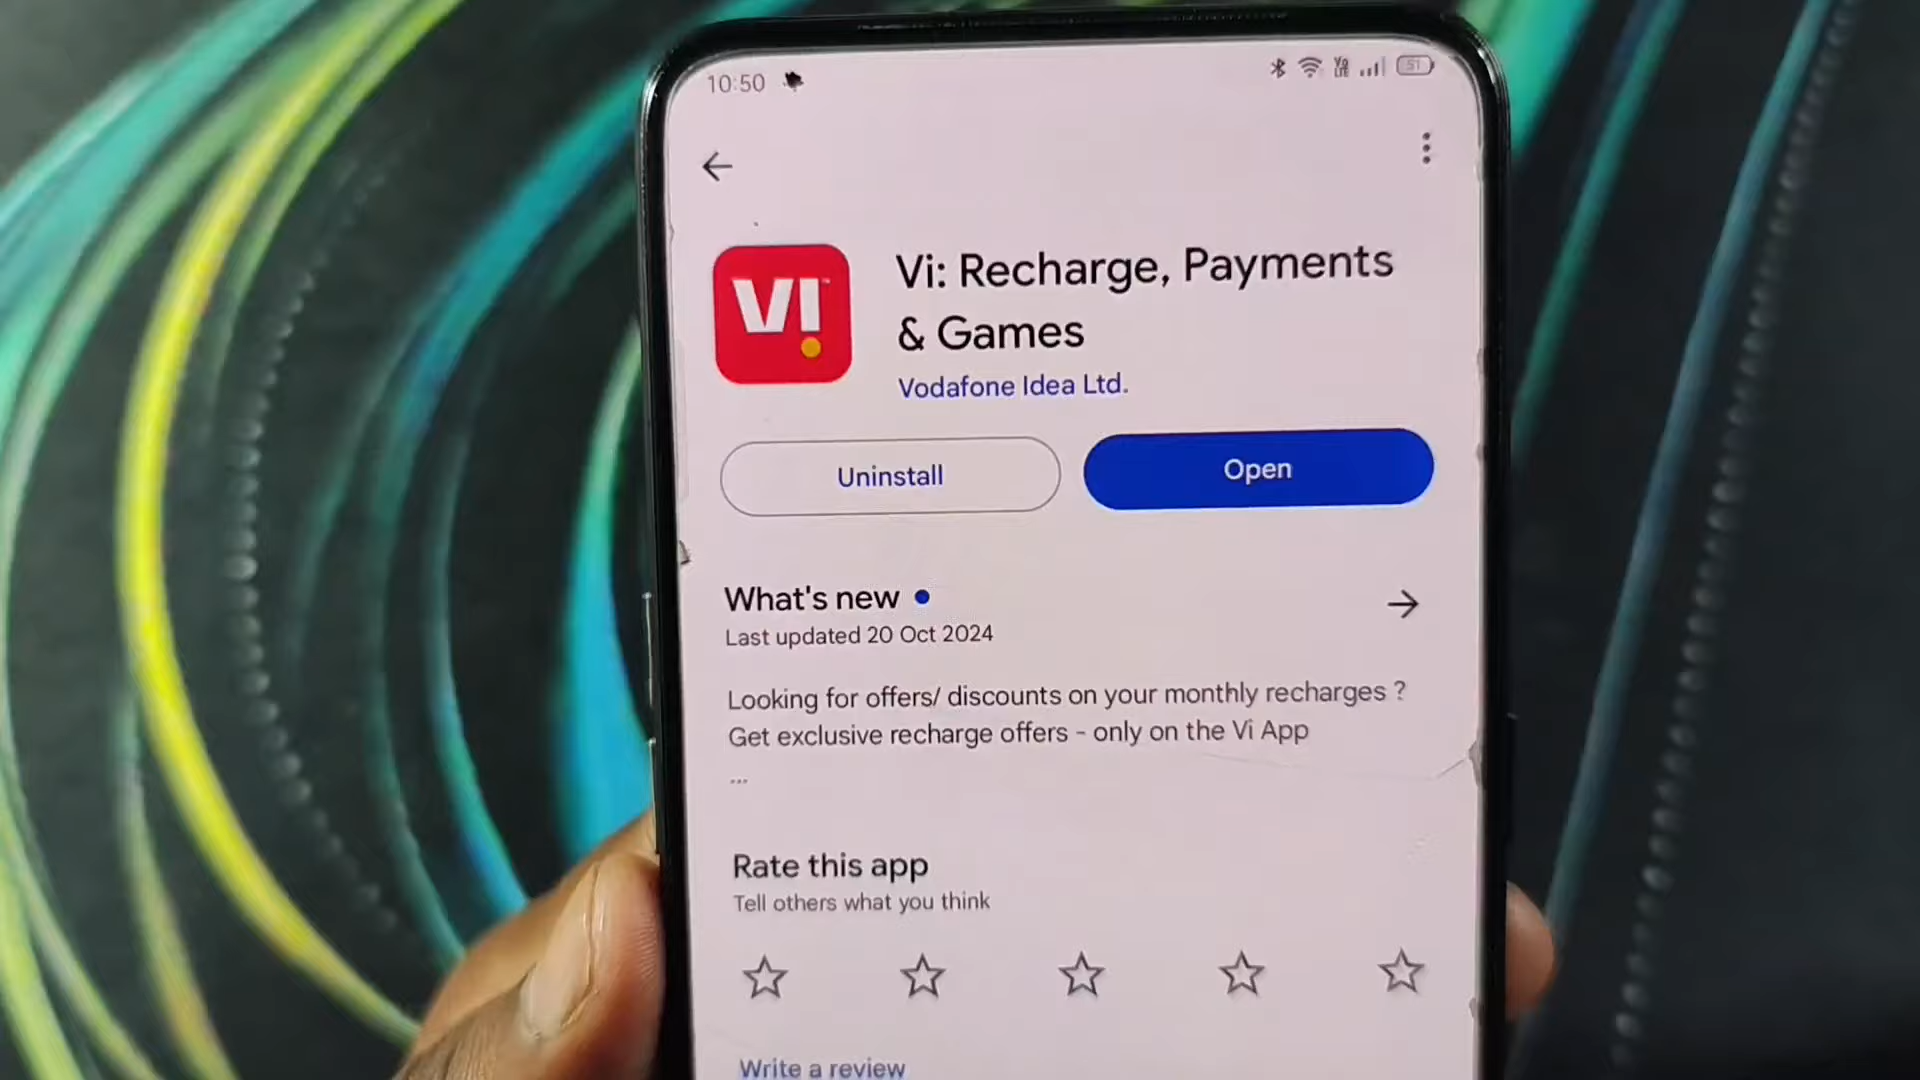 10:50
51
Vi: Recharge, Payments
& Games
VI
Vodafone Idea Ltd.
Uninstall
Open
What's new
Last updated 20 Oct 2024
Looking for offers/ discounts on your monthly recharges ?
Get exclusive recharge offers - only on the Vi App
...
Rate this app
Tell others what you think
Write a review